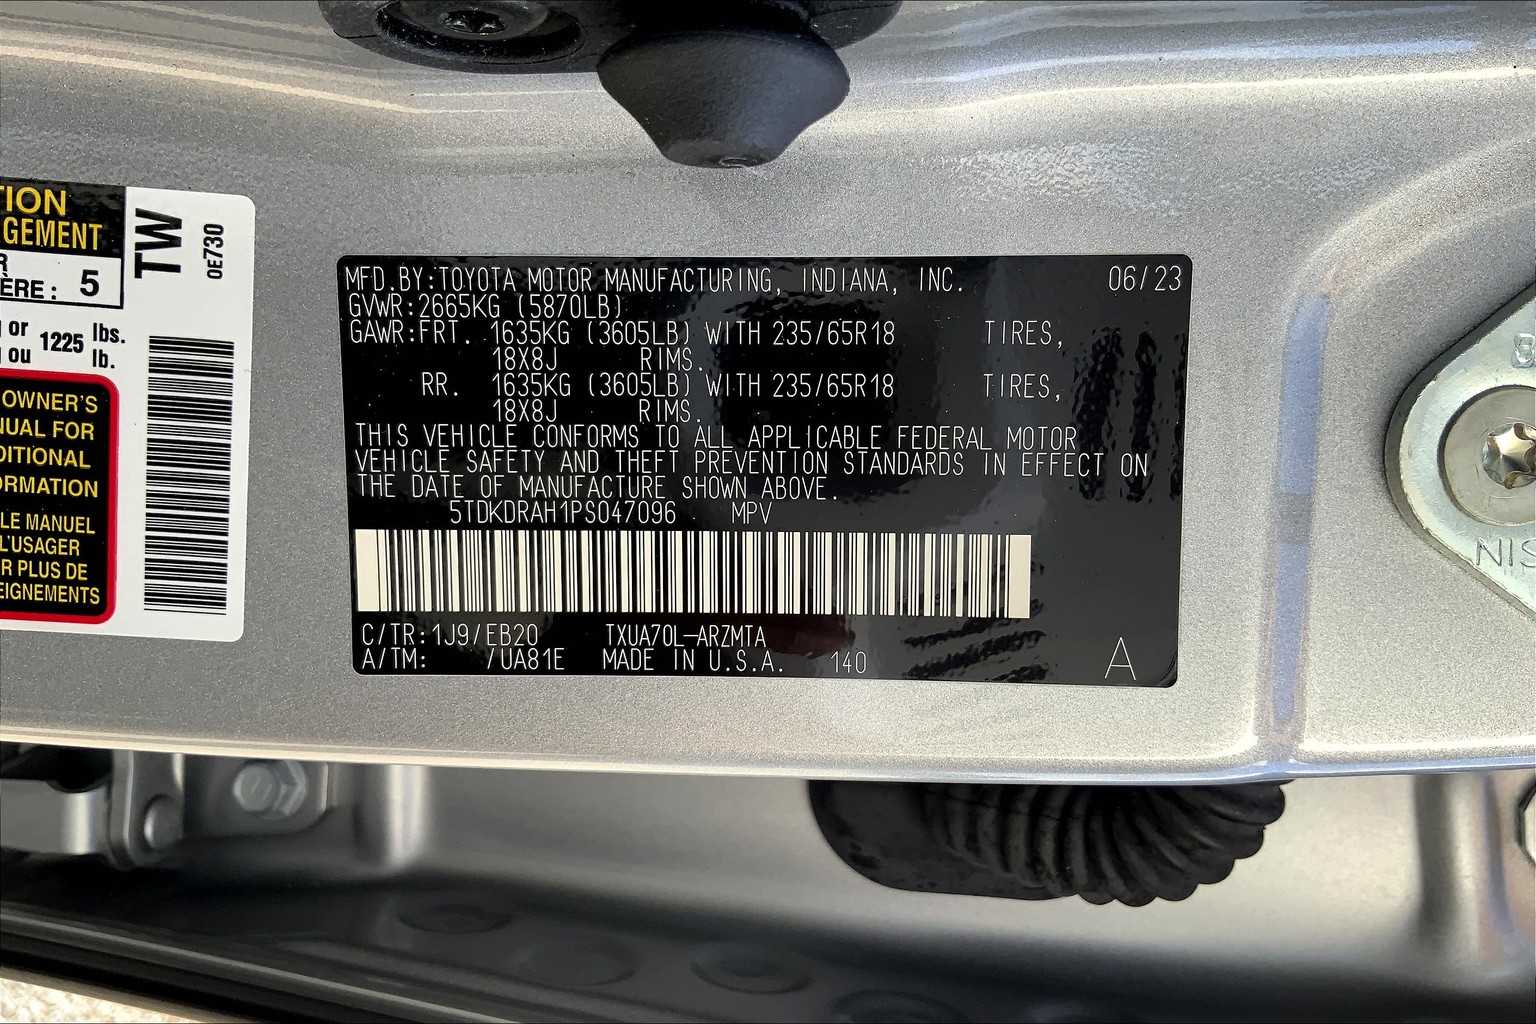 TION
GEMENT
R
ÈRE: 5
or 1225 lbs.
ou lb.
OWNER'S
NUAL FOR
DITIONAL
ORMATION
LE MANUEL
L'USAGER
R PLUS DE
EIGNEMENTS
TW
0E730
MFD.BY:TOYOTA MOTOR MANUFACTURING, INDIANA, INC. 06/23
GVWR:2665KG (5870LB)
GAWR:FRT. 1635KG (3605LB) WITH 235/65R18 TIRES,
18X8J RIMS.
RR. 1635KG (3605LB) WITH 235/65R18 TIRES,
18X8J RIMS.
THIS VEHICLE CONFORMS TO ALL APPLICABLE FEDERAL MOTOR
VEHICLE SAFETY AND THEFT PREVENTION STANDARDS IN EFFECT ON
THE DATE OF MANUFACTURE SHOWN ABOVE.
5TDKDRAH1PS047096 MPV
C/TR:1J9/EB20 TXUA70L-ARZMTA
A/TM: /UA81E MADE IN U.S.A. 140 A
8
NIS